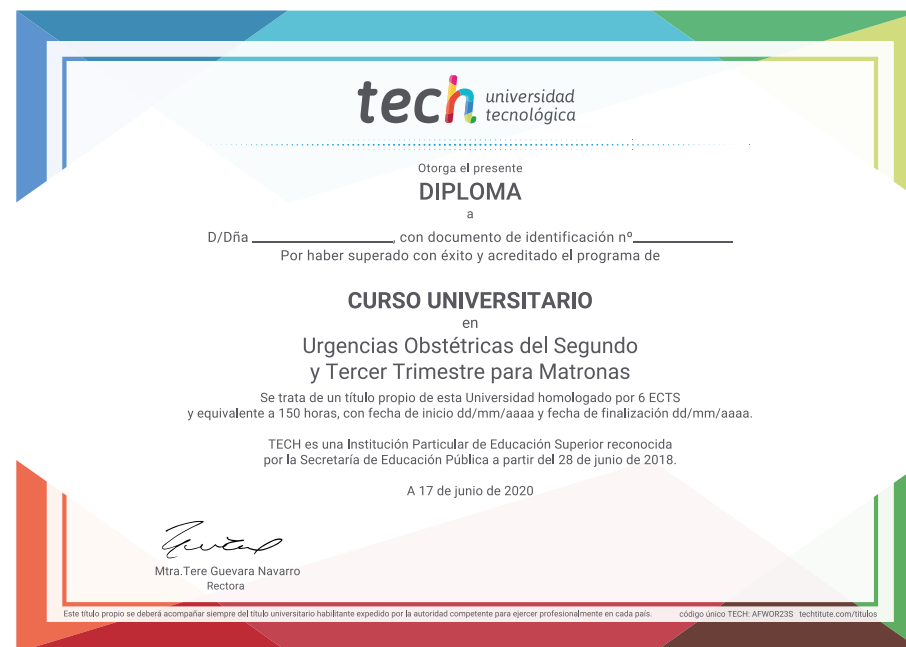 tech universidad
tecnológica
Otorga el presente
DIPLOMA
a
D/Dña ____________________, con documento de identificación nº______________
Por haber superado con éxito y acreditado el programa de
CURSO UNIVERSITARIO
en
Urgencias Obstétricas del Segundo
y Tercer Trimestre para Matronas
Se trata de un título propio de esta Universidad homologado por 6 ECTS
y equivalente a 150 horas, con fecha de inicio dd/mm/aaaa y fecha de finalización dd/mm/aaaa.
TECH es una Institución Particular de Educación Superior reconocida
por la Secretaría de Educación Pública a partir del 28 de junio de 2018.
A 17 de junio de 2020
Mtra.Tere Guevara Navarro
Rectora
Este título propio se deberá acompañar siempre del título universitario habilitante expedido por la autoridad competente para ejercer profesionalmente en cada país. código único TECH: AFWOR23S techtitute.com/títulos